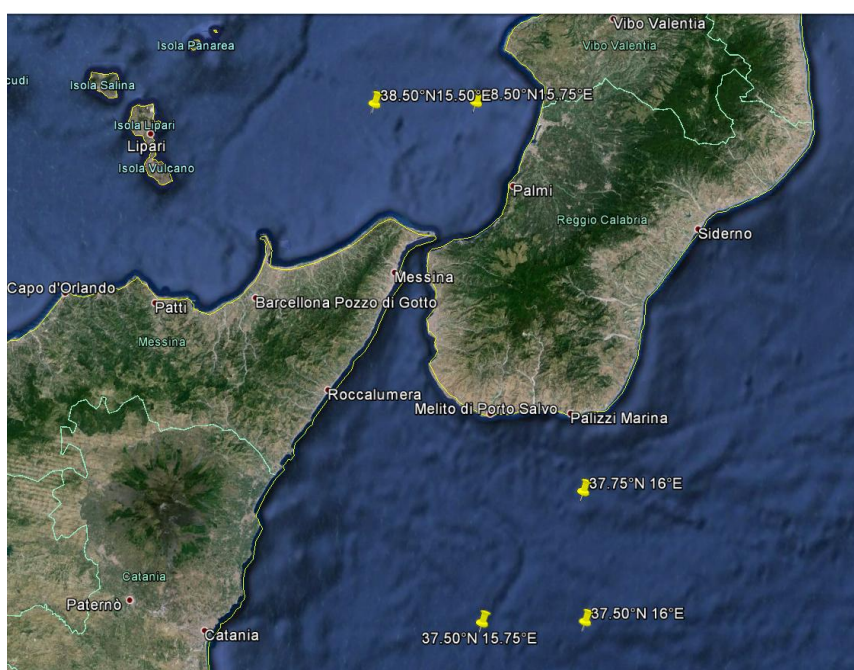 Vibo Valentia
Isola Panarea
Vibo Valentia
cudi
Isola Salina
38.50°N15.50°E
8.50°N15.75°E
Isola Lipari
Lipari
Isola Vulcano
Palmi
Reggio Calabria
Siderno
Messina
Capo d'Orlando
Patti
Barcellona Pozzo di Gotto
Messina
Roccalumera
Melito di Porto Salvo
Palizzi Marina
37.75°N 16°E
Catania
Paternò
37.50°N 16°E
Catania
37.50°N 15.75°E